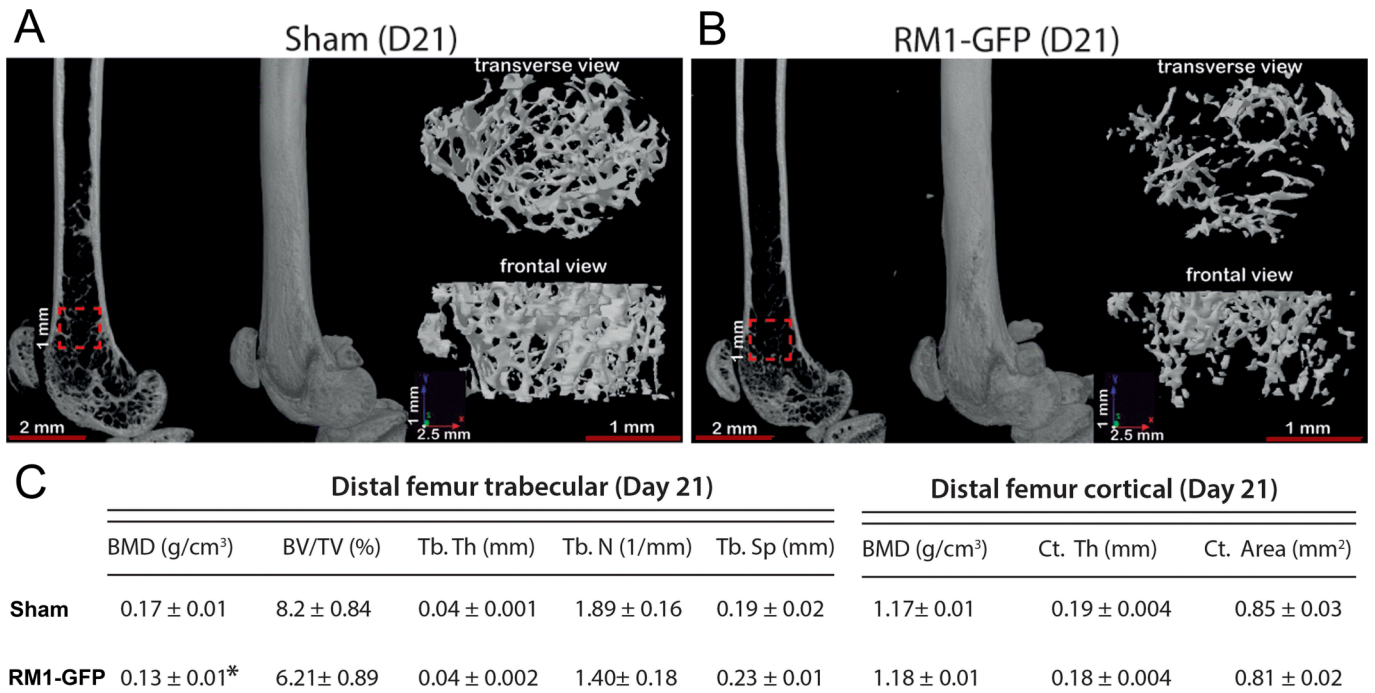 A
Sham (D21)
transverse view
frontal view
1 mm
2 mm
1 mm
Y
Z
X
2.5 mm
1 mm
B
RM1-GFP (D21)
transverse view
frontal view
1 mm
2 mm
1 mm
Y
Z
X
2.5 mm
1 mm
C
Distal femur trabecular (Day 21) Distal femur cortical (Day 21)
BMD (g/cm³) BV/TV (%) Tb. Th (mm) Tb. N (1/mm) Tb. Sp (mm) BMD (g/cm³) Ct. Th (mm) Ct. Area (mm²)
Sham 0.17 ± 0.01 8.2 ± 0.84 0.04 ± 0.001 1.89 ± 0.16 0.19 ± 0.02 1.17± 0.01 0.19 ± 0.004 0.85 ± 0.03
RM1-GFP 0.13 ± 0.01* 6.21± 0.89 0.04 ± 0.002 1.40± 0.18 0.23 ± 0.01 1.18 ± 0.01 0.18 ± 0.004 0.81 ± 0.02